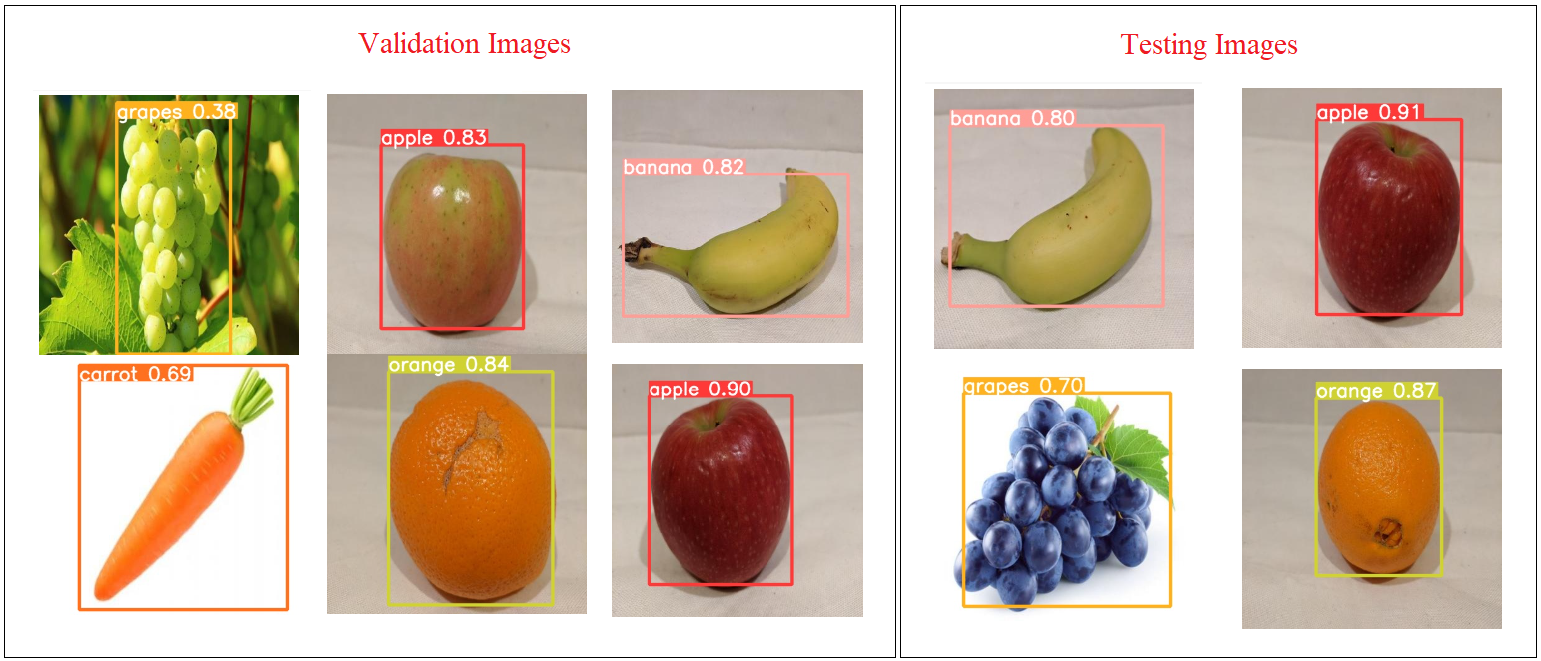 Validation Images
grapes 0.38
apple 0.83
banana 0.82
carrot 0.69
orange 0.84
apple 0.90
Testing Images
banana 0.80
apple 0.91
grapes 0.70
orange 0.87